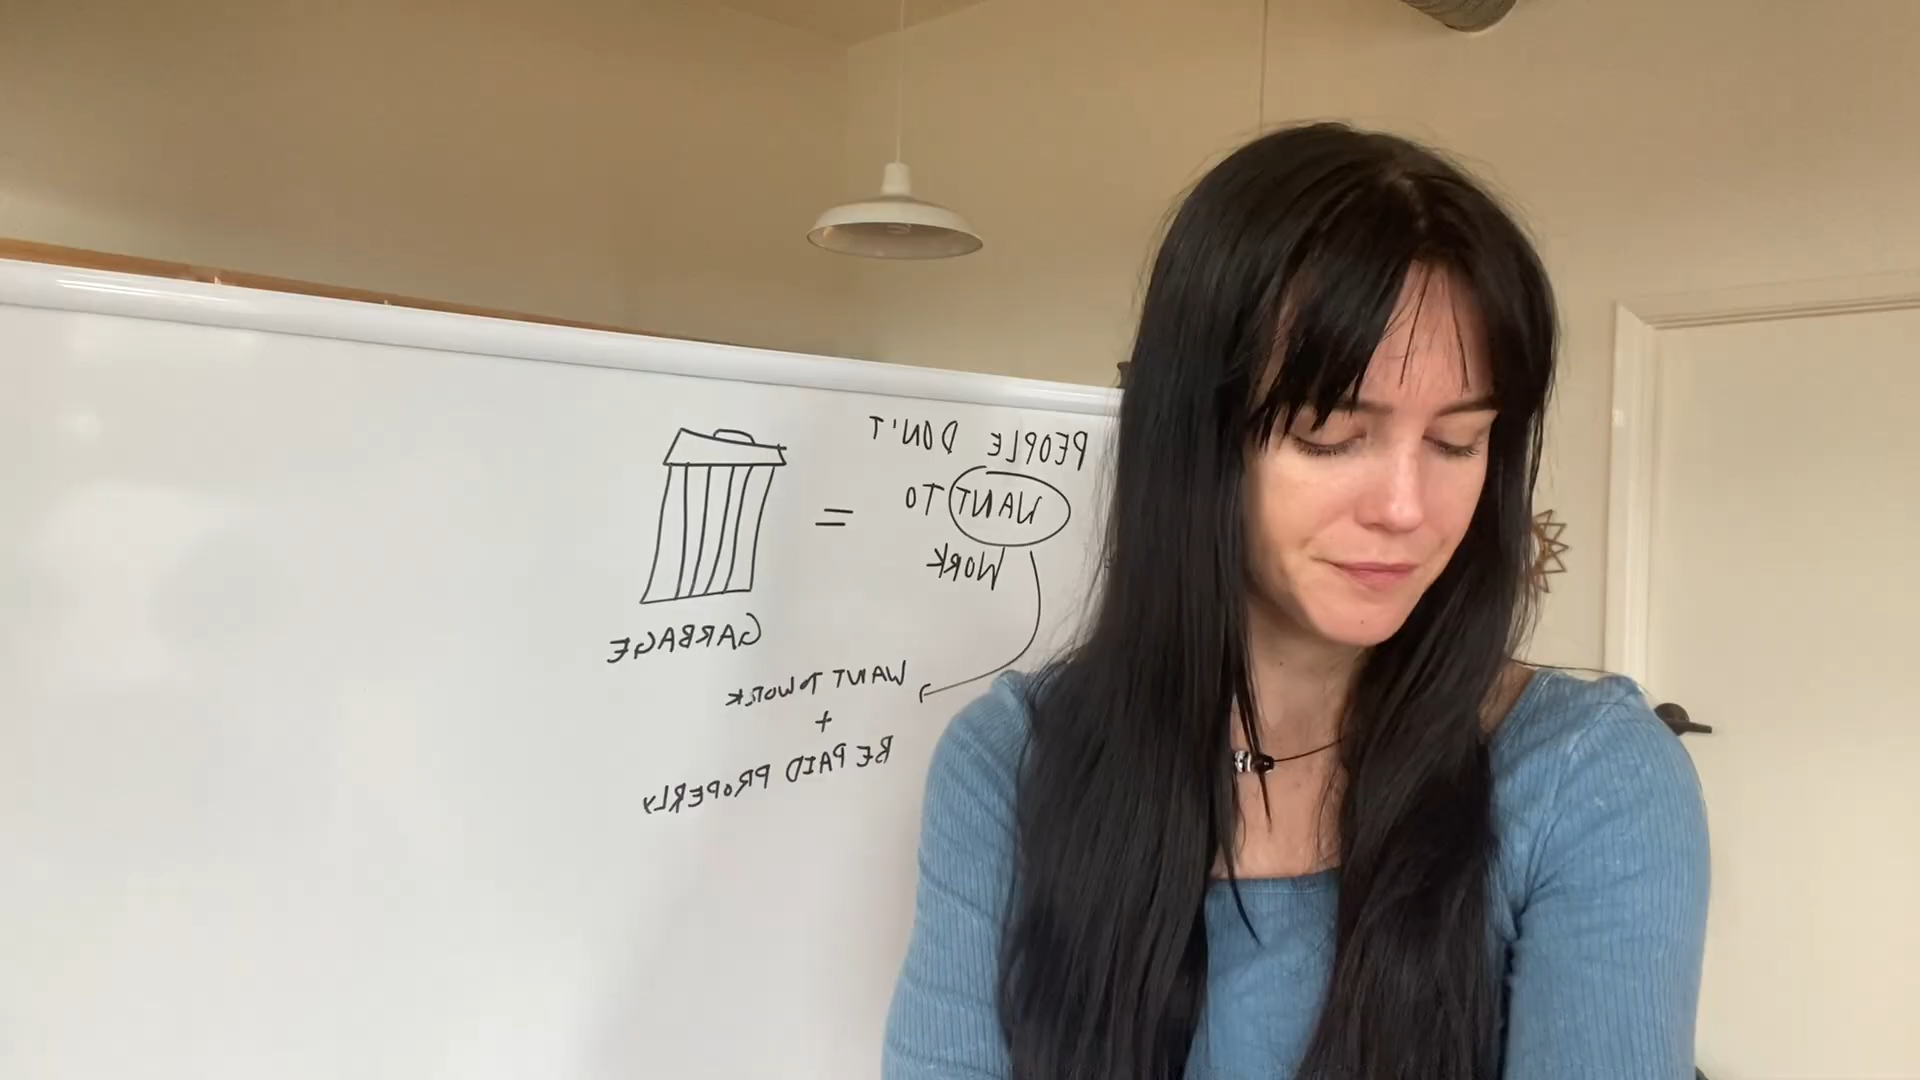 PEOPLE DON'T
WANT TO =
WORK
GARBAGE
WANT TO WORK
+
BE PAID PROPERLY